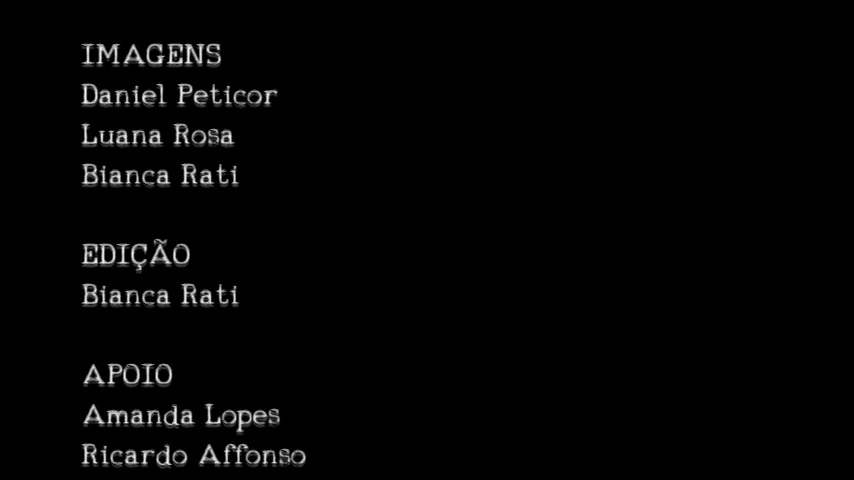 IMAGENS
Daniel Peticor
Luana Rosa
Bianca Rati
EDIÇÃO
Bianca Rati
APOIO
Amanda Lopes
Ricardo Affonso